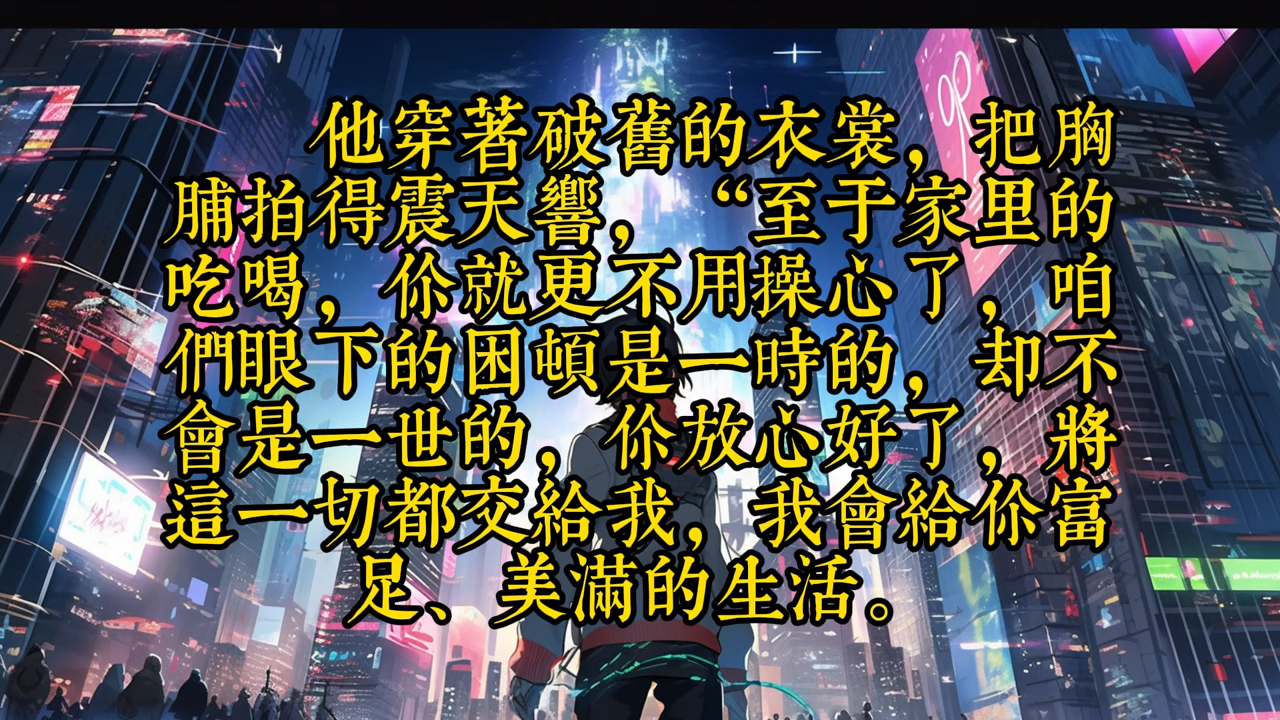 他穿著破舊的衣裳，把胸
脯拍得震天響，“至于家里的
吃喝，你就更不用操心了，咱
們眼下的困頓是一時的，却不
會是一世的，你放心好了，將
這一切都交給我，我會給你富
足、美滿的生活。